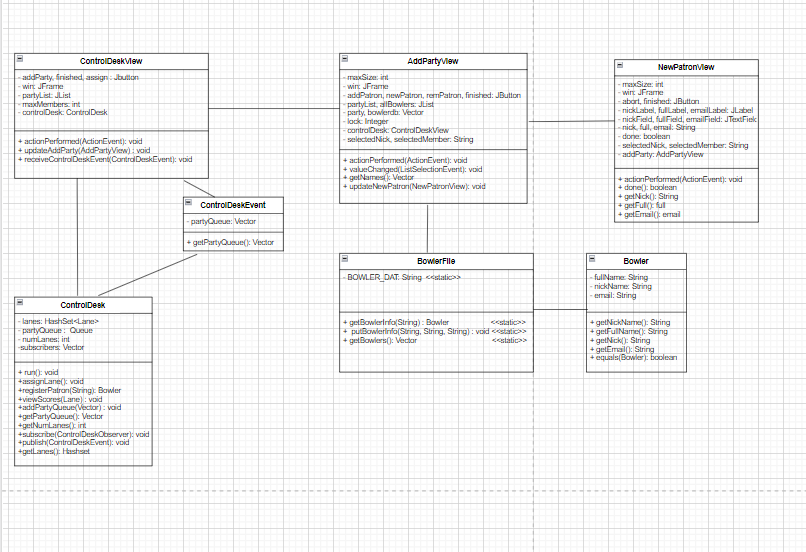 ControlDeskView
- addParty, finished, assign : Jbutton
- win: JFrame
- partyList: JList
- maxMembers: int
- controlDesk: ControlDesk
+ actionPerformed(ActionEvent): void
+ updateAddParty(AddPartyView) : void
+ receiveControlDeskEvent(ControlDeskEvent): void
AddPartyView
- maxSize: int
- win: JFrame
- addPatron, newPatron, remPatron, finished: JButton
- partyList, allBowlers: JList
- party, bowlerdb: Vector
- lock: Integer
- controlDesk: ControlDeskView
- selectedNick, selectedMember: String
+ actionPerformed(ActionEvent): void
+ valueChanged(ListSelectionEvent): void
+ getNames(): Vector
+ updateNewPatron(NewPatronView): void
NewPatronView
- maxSize: int
- win: JFrame
- abort, finished: JButton
- nickLabel, fullLabel, emailLabel: JLabel
- nickField, fullField, emailField: JTextField
- nick, full, email: String
- done: boolean
- selectedNick, selectedMember: String
- addParty: AddPartyView
+ actionPerformed(ActionEvent): void
+ done(): boolean
+ getNick(): String
+ getFull(): full
+ getEmail(): email
ControlDeskEvent
- partyQueue: Vector
+ getPartyQueue(): Vector
ControlDesk
- lanes: HashSet<Lane>
- partyQueue : Queue
- numLanes: int
-subscribers: Vector
+ run(): void
+assignLane(): void
+registerPatron(String): Bowler
+viewScores(Lane) : void
+addPartyQueue(Vector) : void
+getPartyQueue(): Vector
+getNumLanes(): int
+subscribe(ControlDeskObserver): void
+publish(ControlDeskEvent): void
+getLanes(): Hashset
BowlerFile
- BOWLER_DAT: String <<static>>
+ getBowlerInfo(String) : Bowler <<static>>
+ putBowlerInfo(String, String, String) : void <<static>>
+ getBowlers(): Vector <<static>>
Bowler
- fullName: String
- nickName: String
- email: String
+ getNickName(): String
+ getFullName(): String
+ getNick(): String
+ getEmail(): String
+ equals(Bowler): boolean